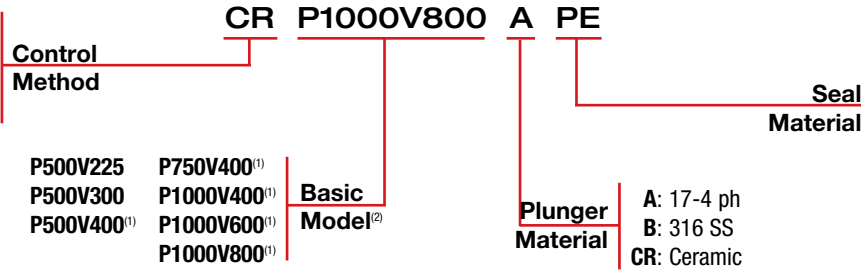 CR P1000V800 A PE
Control
Method
Seal
Material
P500V225 P750V400(1)
P500V300 P1000V400(1)
P500V400(1) P1000V600(1)
P1000V800(1)
Basic
Model(2)
Plunger
Material
A: 17-4 ph
B: 316 SS
CR: Ceramic